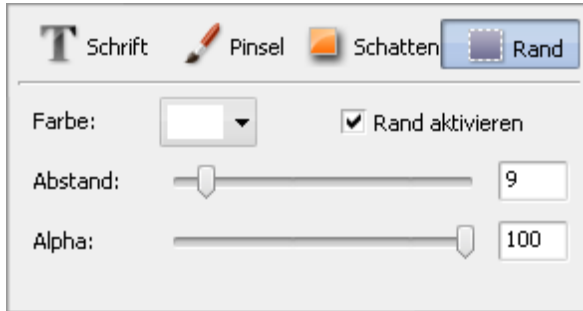 Schrift Pinsel Schatten Rand
Farbe: Rand aktivieren
Abstand: 9
Alpha: 100